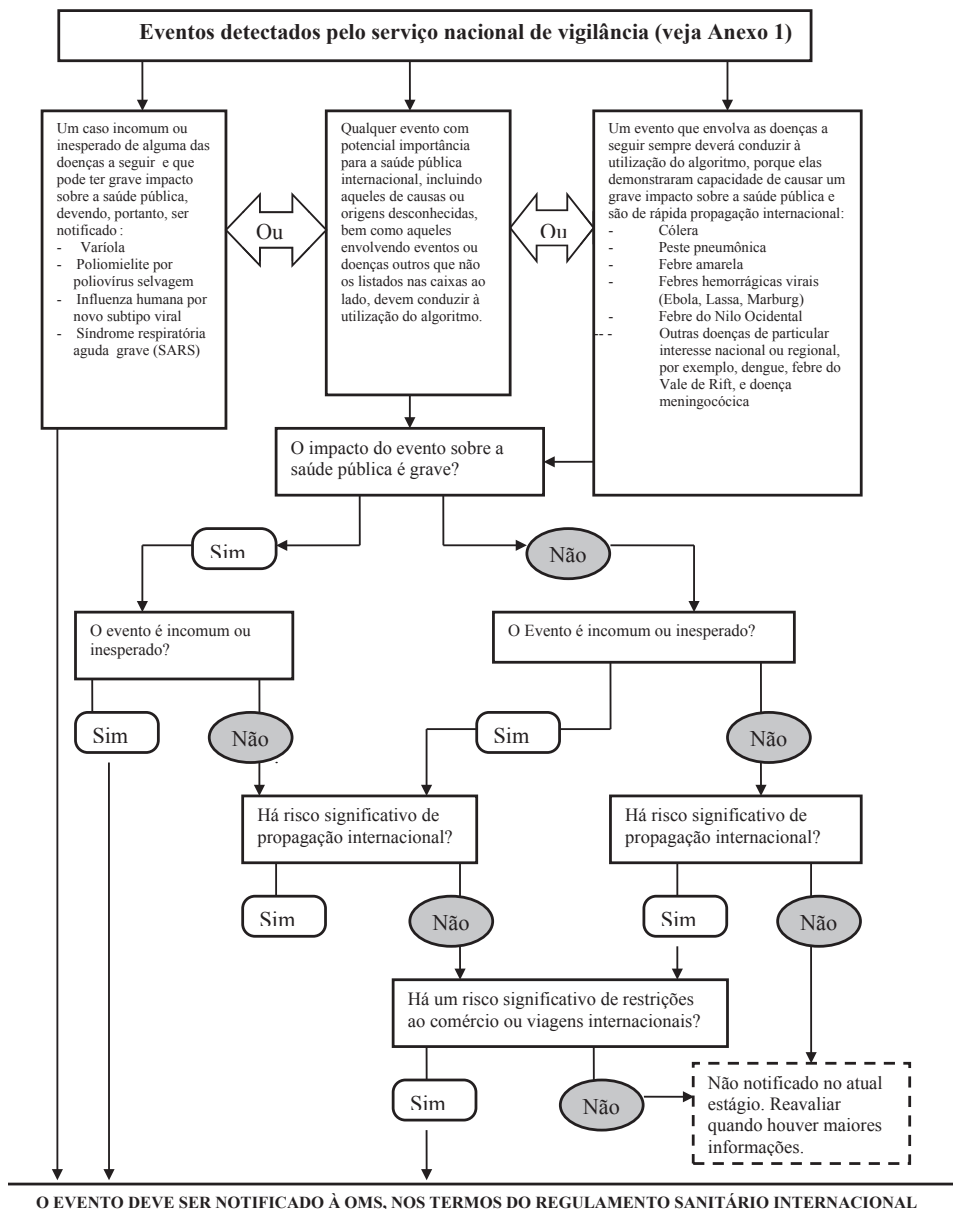 Eventos detectados pelo serviço nacional de vigilância (veja Anexo 1)
Um caso incomum ou
inesperado de alguma das
doenças a seguir e que
pode ter grave impacto
sobre a saúde pública,
devendo, portanto, ser
notificado :
- Varíola
- Poliomielite por
poliovírus selvagem
- Influenza humana por
novo subtipo viral
- Síndrome respiratória
aguda grave (SARS)
Ou
Qualquer evento com
potencial importância
para a saúde pública
internacional, incluindo
aqueles de causas ou
origens desconhecidas,
bem como aqueles
envolvendo eventos ou
doenças outros que não
os listados nas caixas ao
lado, devem conduzir à
utilização do algoritmo.
Ou
Um evento que envolva as doenças a
seguir sempre deverá conduzir à
utilização do algoritmo, porque elas
demonstraram capacidade de causar um
grave impacto sobre a saúde pública e
são de rápida propagação internacional:
- Cólera
- Peste pneumônica
- Febre amarela
- Febres hemorrágicas virais
(Ebola, Lassa, Marburg)
- Febre do Nilo Ocidental
-- - Outras doenças de particular
interesse nacional ou regional,
por exemplo, dengue, febre do
Vale de Rift, e doença
meningocócica
O impacto do evento sobre a
saúde pública é grave?
Sim
Não
O evento é incomum ou
inesperado?
O Evento é incomum ou inesperado?
Sim
Não
Sim
Não
Há risco significativo de
propagação internacional?
Há risco significativo de
propagação internacional?
Sim
Não
Sim
Não
Há um risco significativo de restrições
ao comércio ou viagens internacionais?
Sim
Não
Não notificado no atual
estágio. Reavaliar
quando houver maiores
informações.
O EVENTO DEVE SER NOTIFICADO À OMS, NOS TERMOS DO REGULAMENTO SANITÁRIO INTERNACIONAL